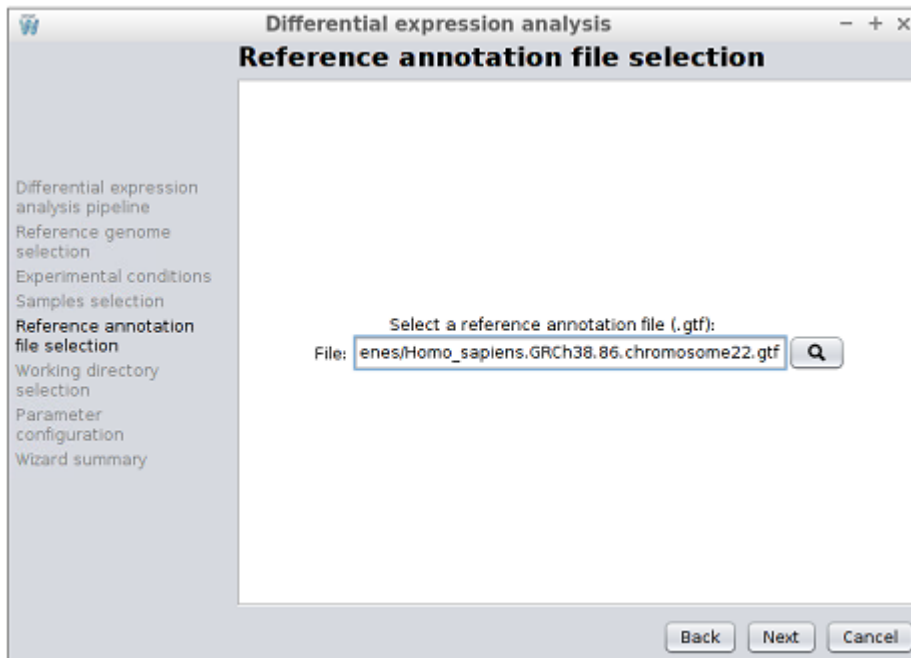 Differential expression analysis
Reference annotation file selection
Differential expression
analysis pipeline
Reference genome
selection
Experimental conditions
Samples selection
Reference annotation
file selection
Working directory
selection
Parameter
configuration
Wizard summary
Select a reference annotation file (.gtf):
File: enes/Homo_sapiens.GRCh38.86.chromosome22.gtf
Back Next Cancel